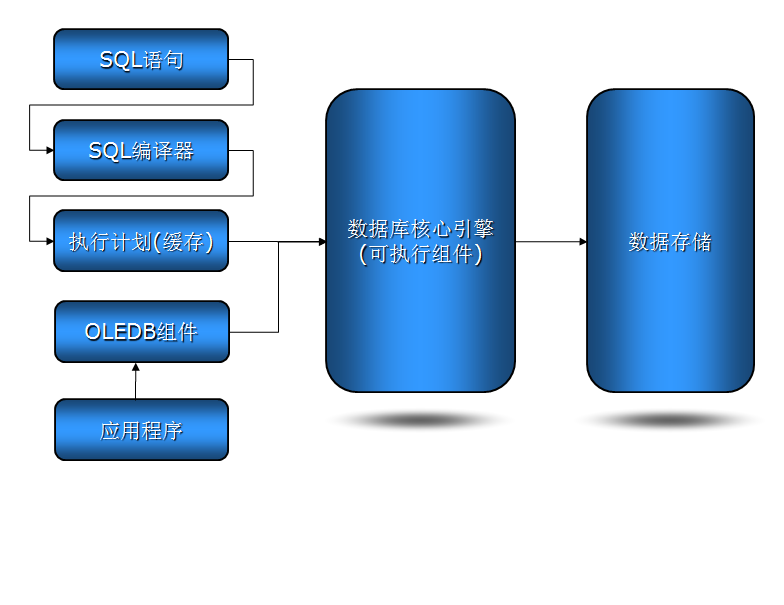 SQL语句
SQL编译器
执行计划(缓存)
OLEDB组件
应用程序
数据库核心引擎
(可执行组件)
数据存储